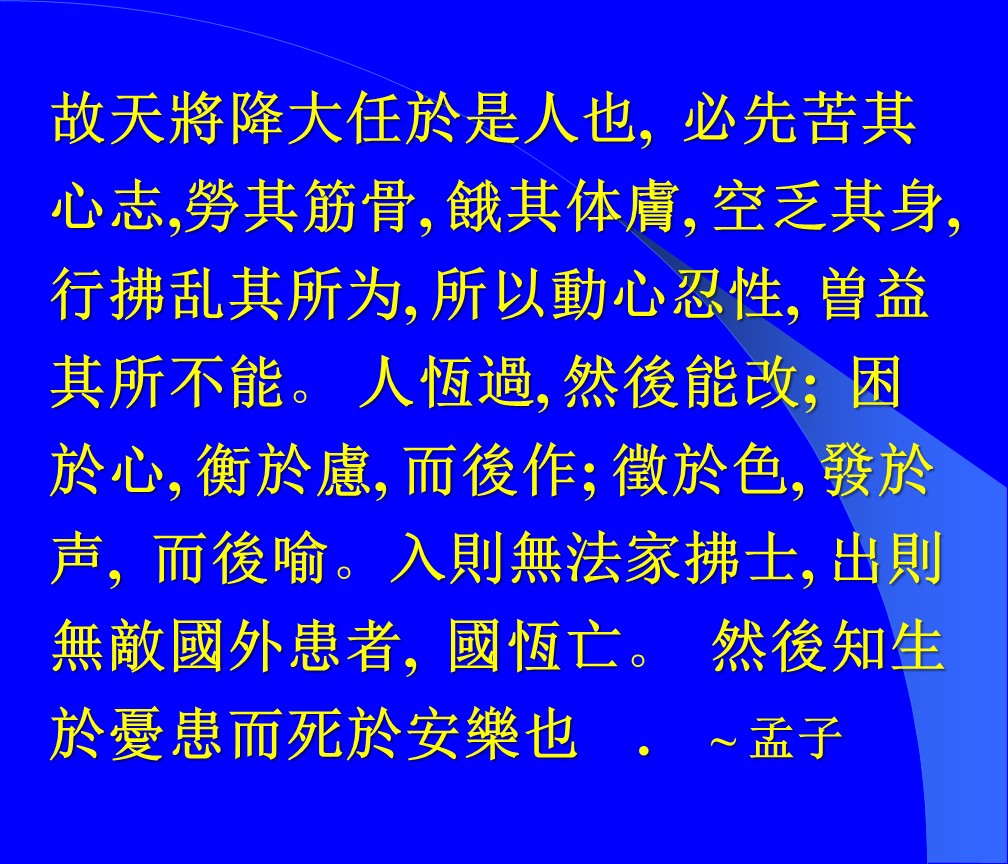 故天將降大任於是人也, 必先苦其
心志,勞其筋骨, 餓其体膚, 空乏其身,
行拂乱其所为, 所以動心忍性, 曽益
其所不能。 人恆過, 然後能改; 困
於心, 衡於慮, 而後作; 徵於色, 發於
声, 而後喻。入則無法家拂士, 出則
無敵國外患者, 國恆亡。 然後知生
於憂患而死於安樂也 . ~ 孟子